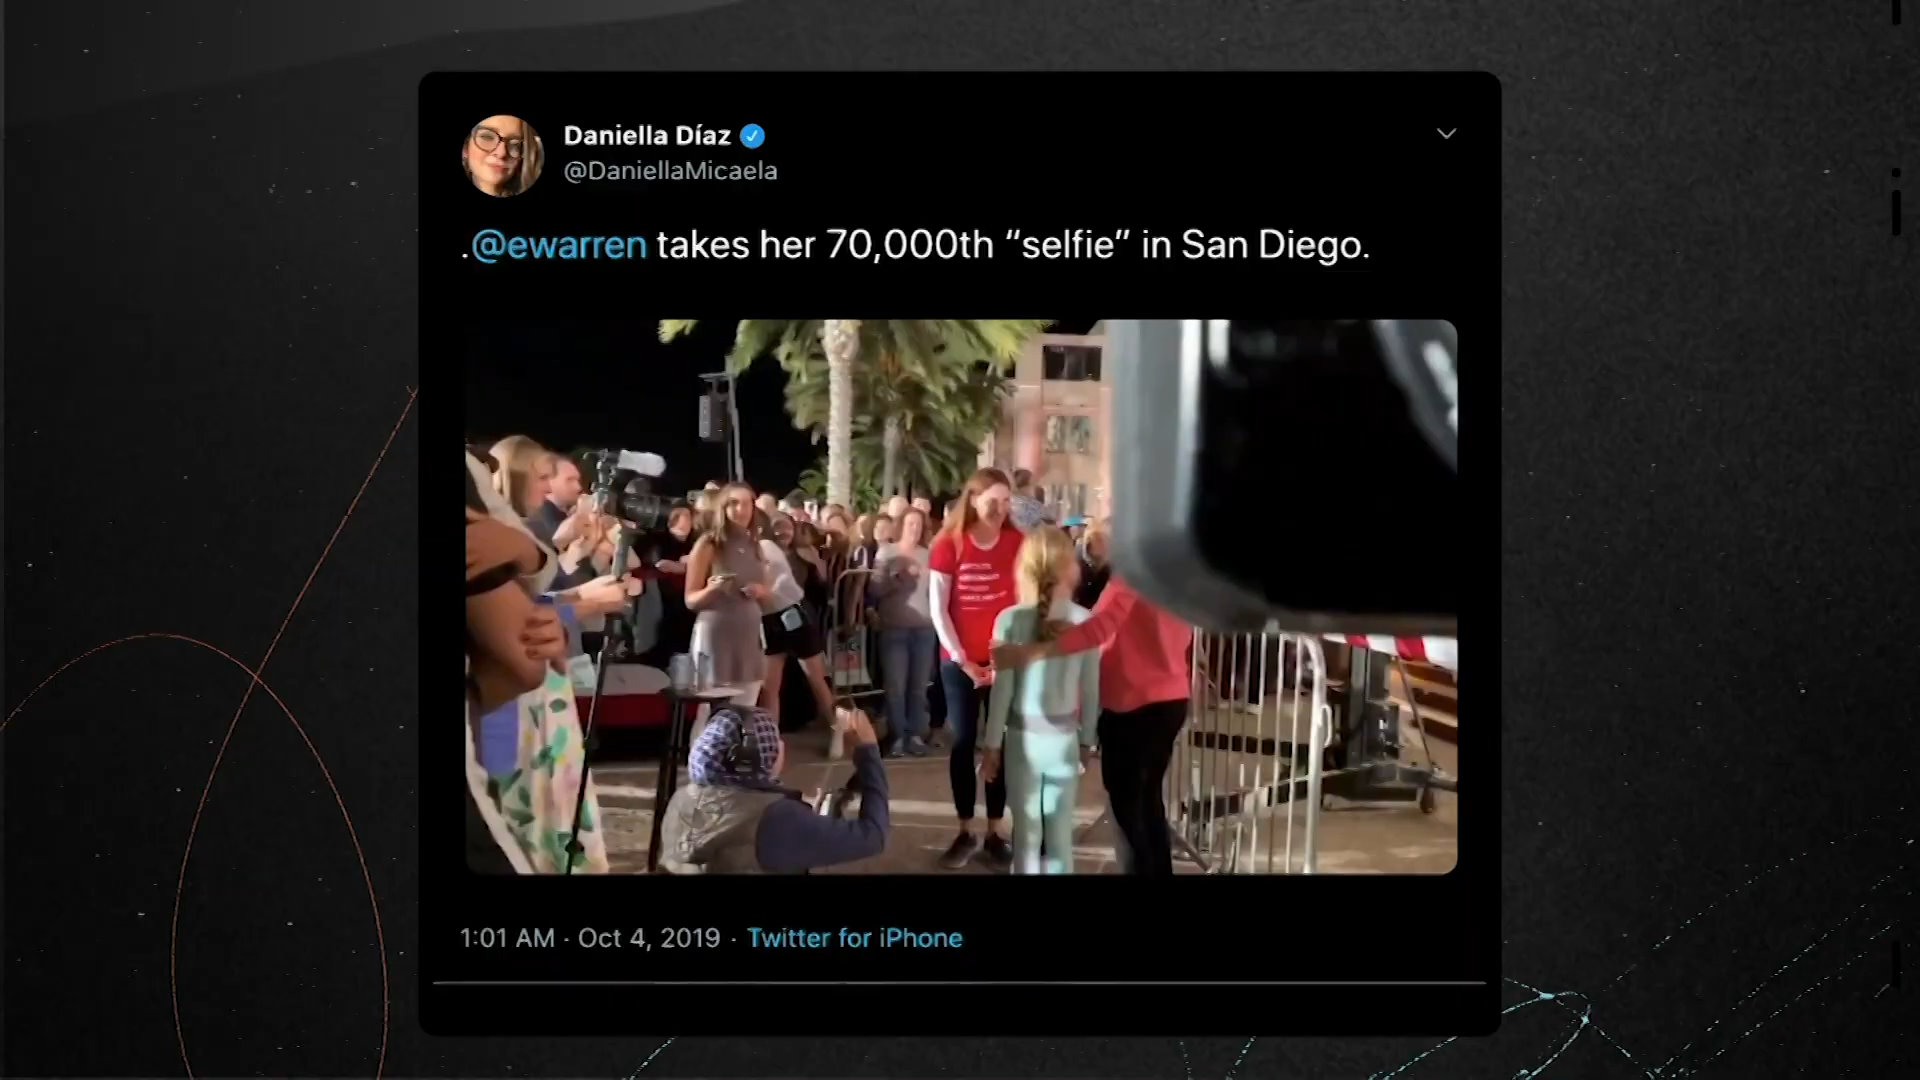 Daniella Díaz
@DaniellaMicaela
.@ewarren takes her 70,000th “selfie” in San Diego.
1:01 AM · Oct 4, 2019 · Twitter for iPhone